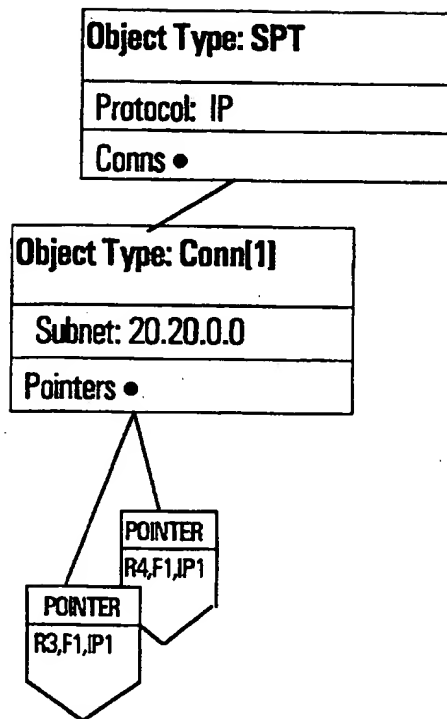 Object Type: SPT
Protocol: IP
Conns •
Object Type: Conn[1]
Subnet: 20.20.0.0
Pointers •
POINTER
R4,F1,IP1
POINTER
R3,F1,IP1